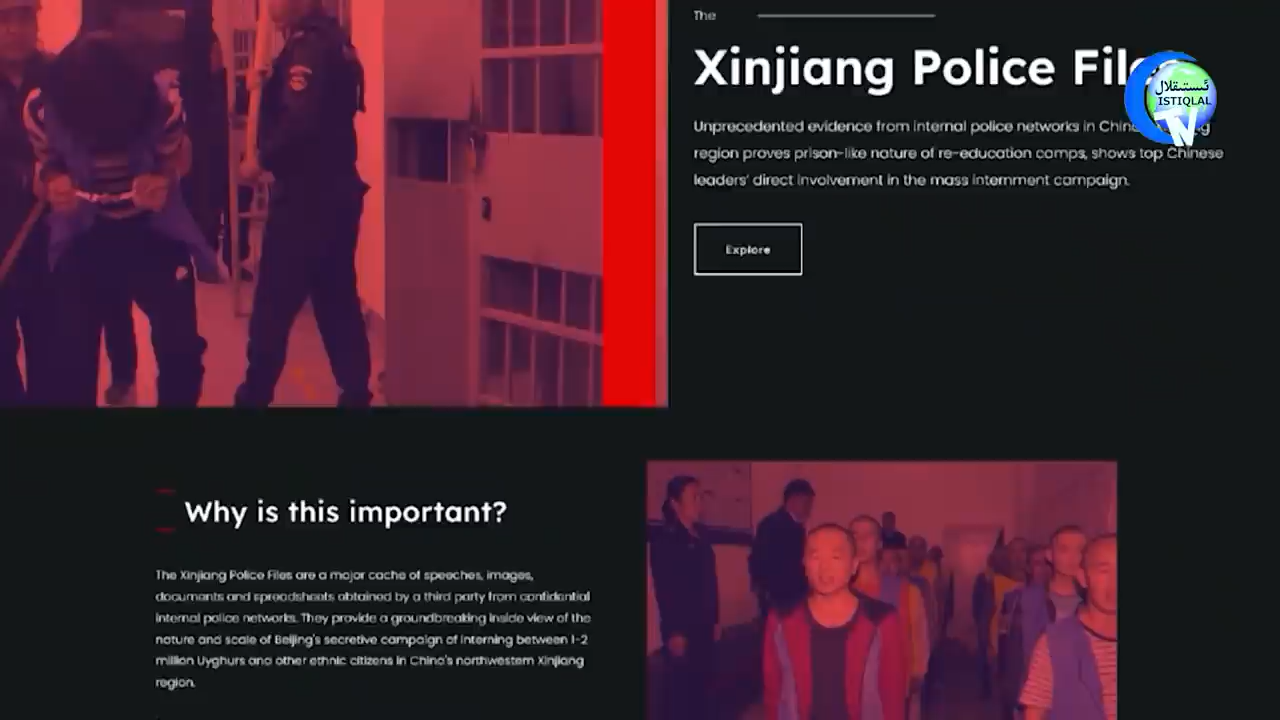 The
Xinjiang Police Files
Unprecedented evidence from internal police networks in China's Xinjiang
region proves prison-like nature of re-education camps, shows top Chinese
leaders' direct involvement in the mass internment campaign.
Explore
ئىستىقلال
ISTIQLAL
TV
Why is this important?
The Xinjiang Police Files are a major cache of speeches, images,
documents and spreadsheets obtained by a third party from confidential
internal police networks. They provide a groundbreaking inside view of the
nature and scale of Beijing's secretive campaign of interning between 1-2
million Uyghurs and other ethnic citizens in China's northwestern Xinjiang
region.